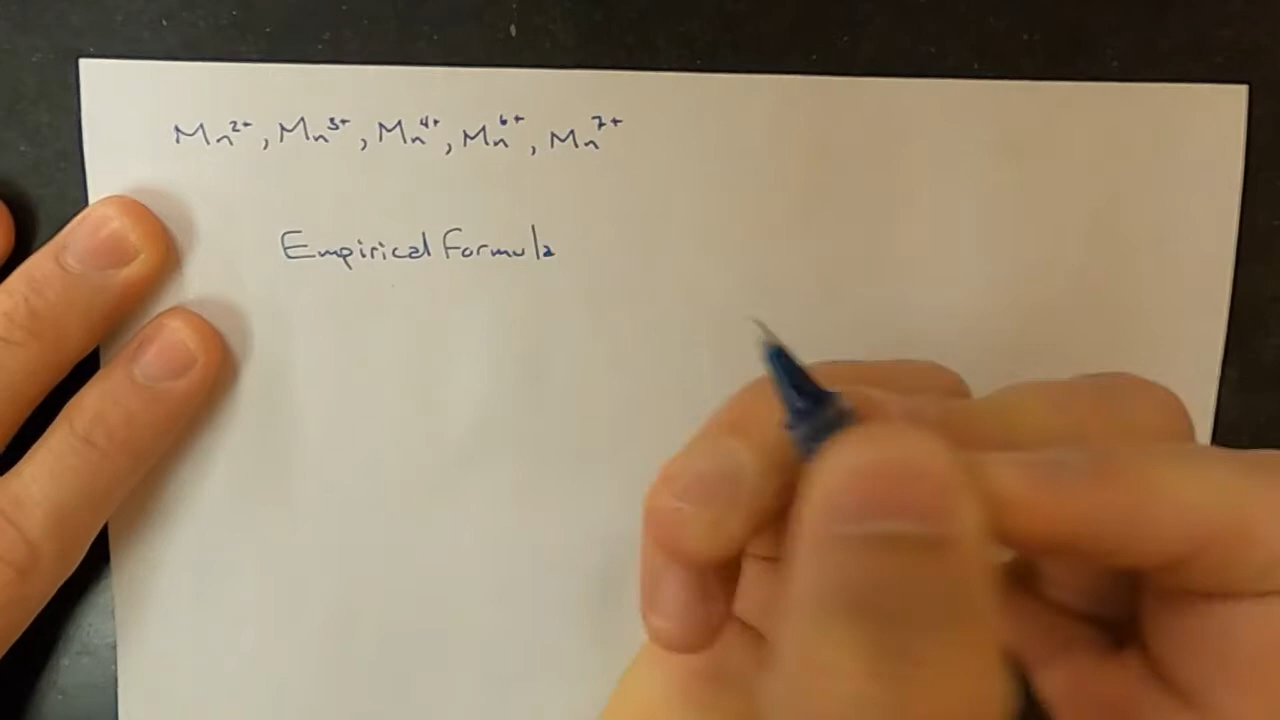 Mn²⁺, Mn³⁺, Mn⁴⁺, Mn⁶⁺, Mn⁷⁺
Empirical Formula